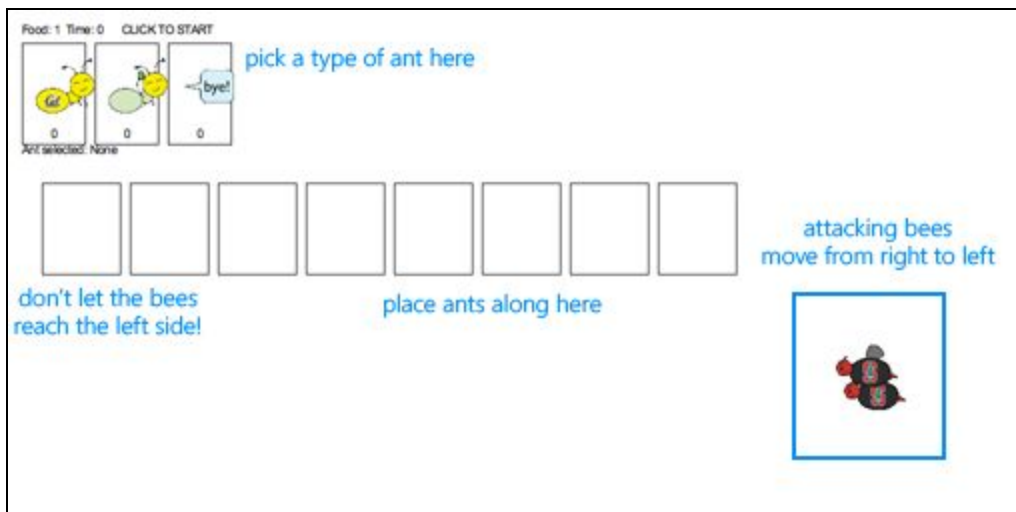 Food: 1 Time: 0 CLICK TO START
pick a type of ant here
Cal
bye!
0
0
0
Ant selected: None
attacking bees
move from right to left
don't let the bees
reach the left side!
place ants along here